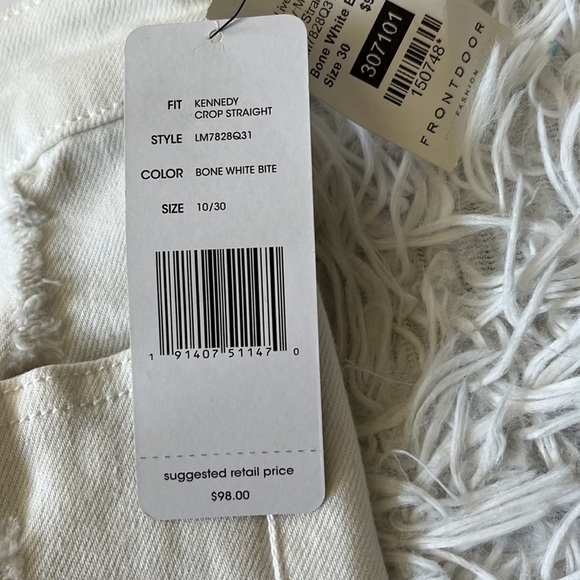 FIT KENNEDY
CROP STRAIGHT
STYLE LM7828Q31
COLOR BONE WHITE BITE
SIZE 10/30
1 91407 51147 0
suggested retail price
$98.00
Bone White
Size 30
307101
150748*
FRONTDOOR
FASHION